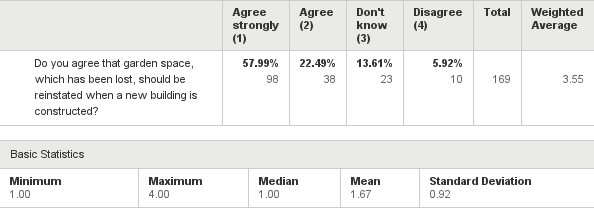 Agree strongly (1) Agree (2) Don't know (3) Disagree (4) Total Weighted Average
Do you agree that garden space, 57.99% 22.49% 13.61% 5.92%
which has been lost, should be 98 38 23 10 169 3.55
reinstated when a new building is
constructed?
Basic Statistics
Minimum Maximum Median Mean Standard Deviation
1.00 4.00 1.00 1.67 0.92